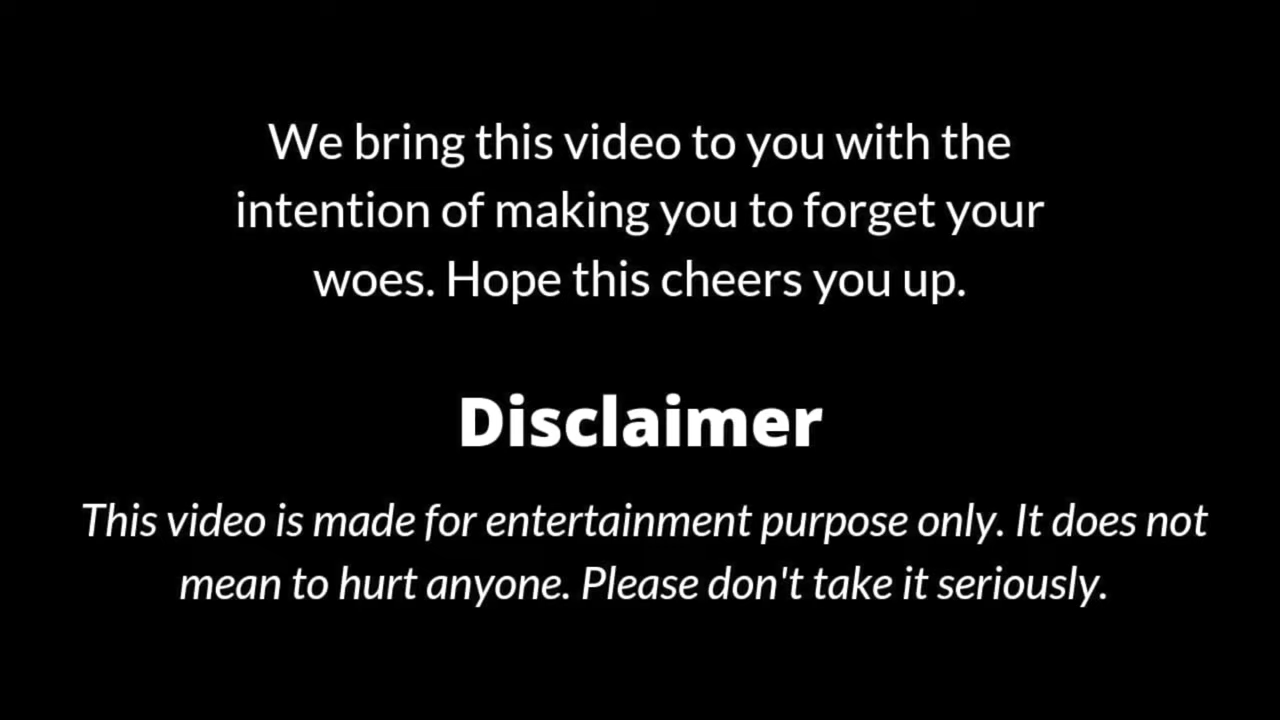 We bring this video to you with the
intention of making you to forget your
woes. Hope this cheers you up.
Disclaimer
This video is made for entertainment purpose only. It does not
mean to hurt anyone. Please don't take it seriously.